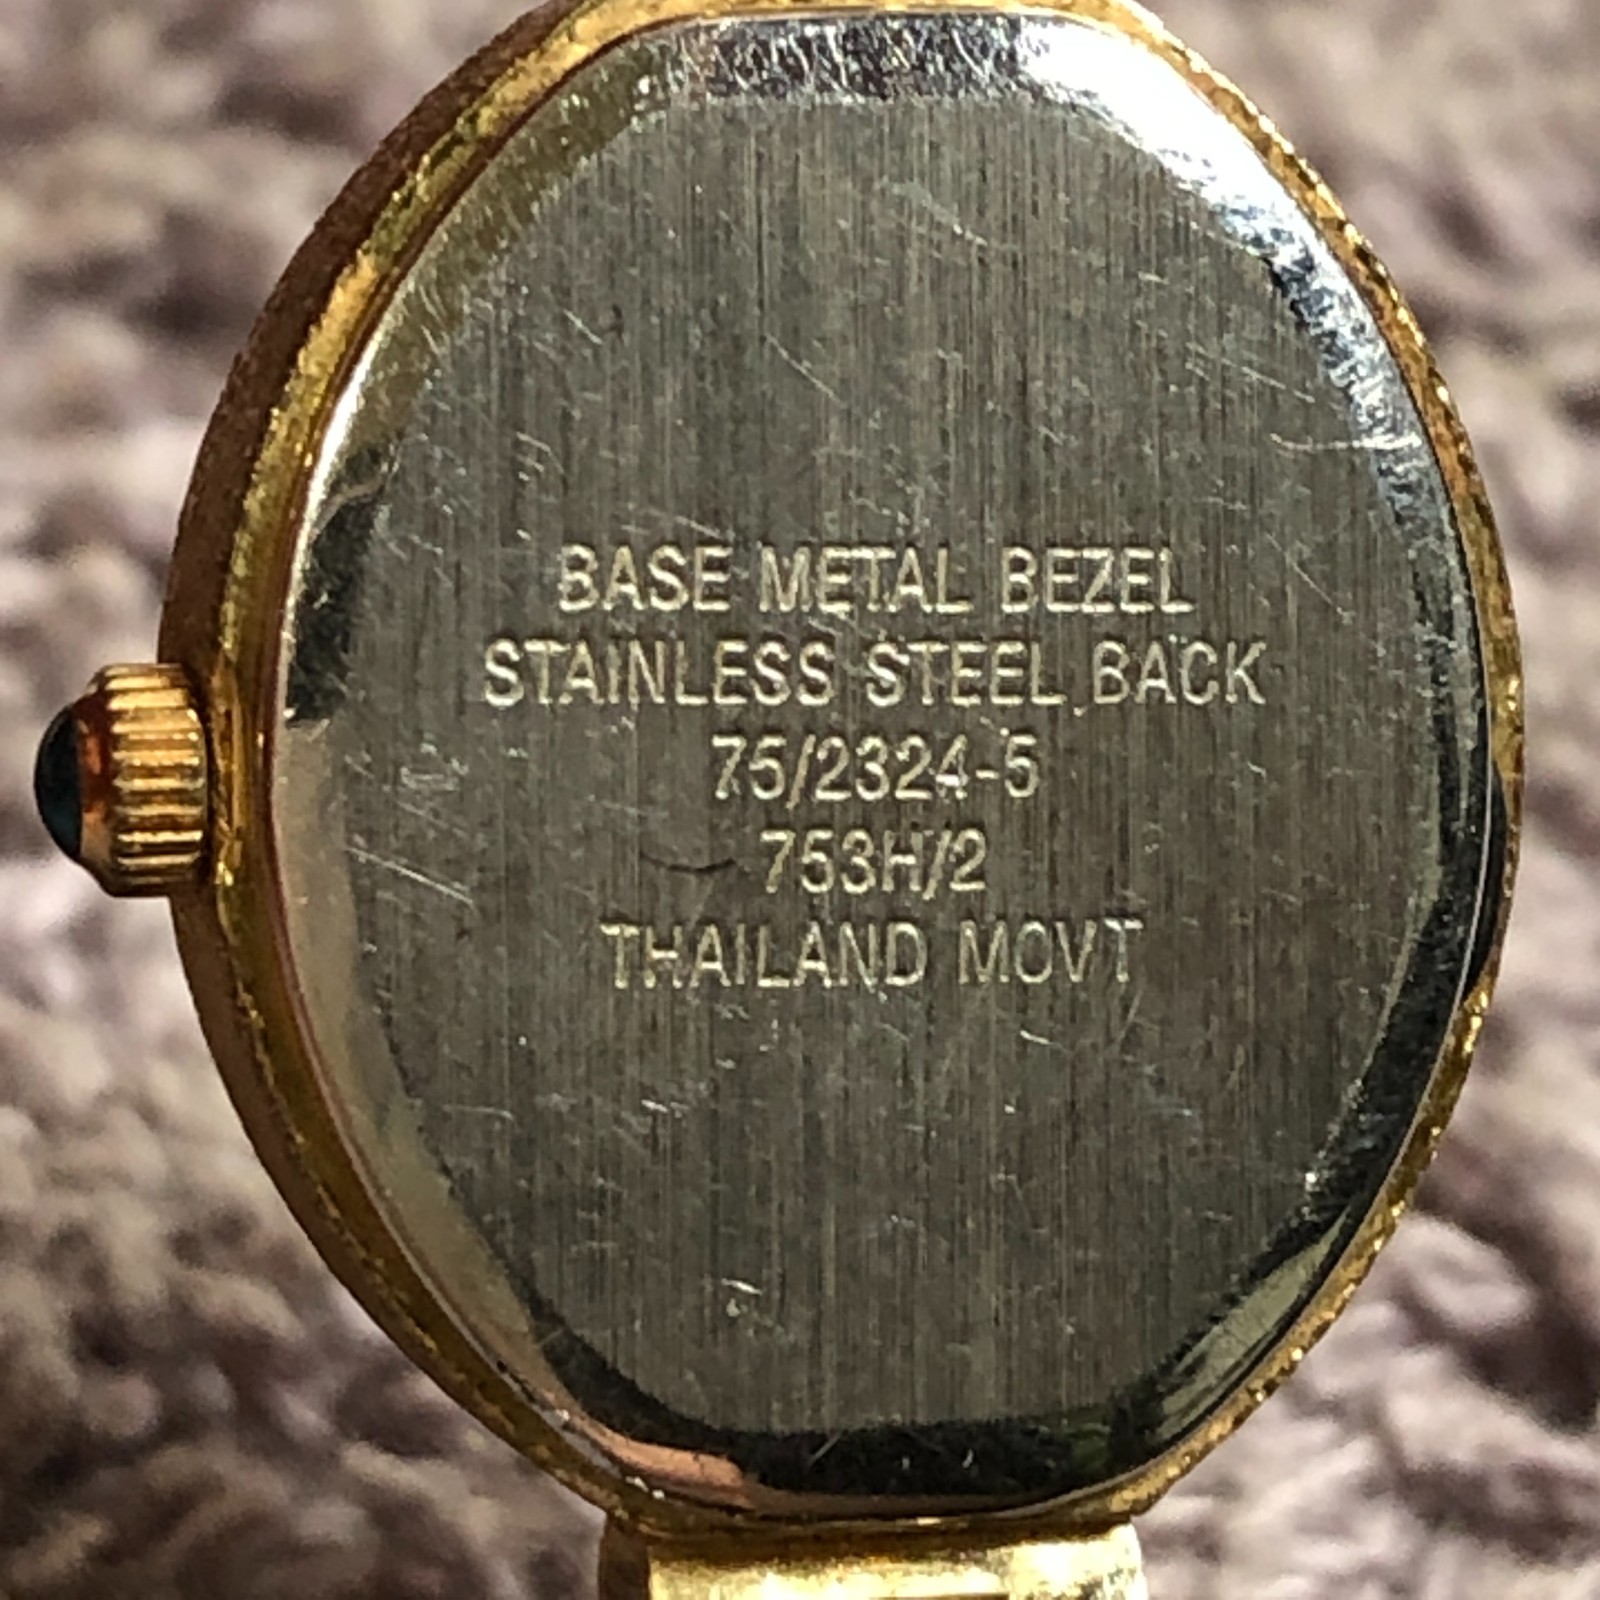 BASE METAL BEZEL
STAINLESS STEEL BACK
75/2324-5
753H/2
THAILAND MOVT